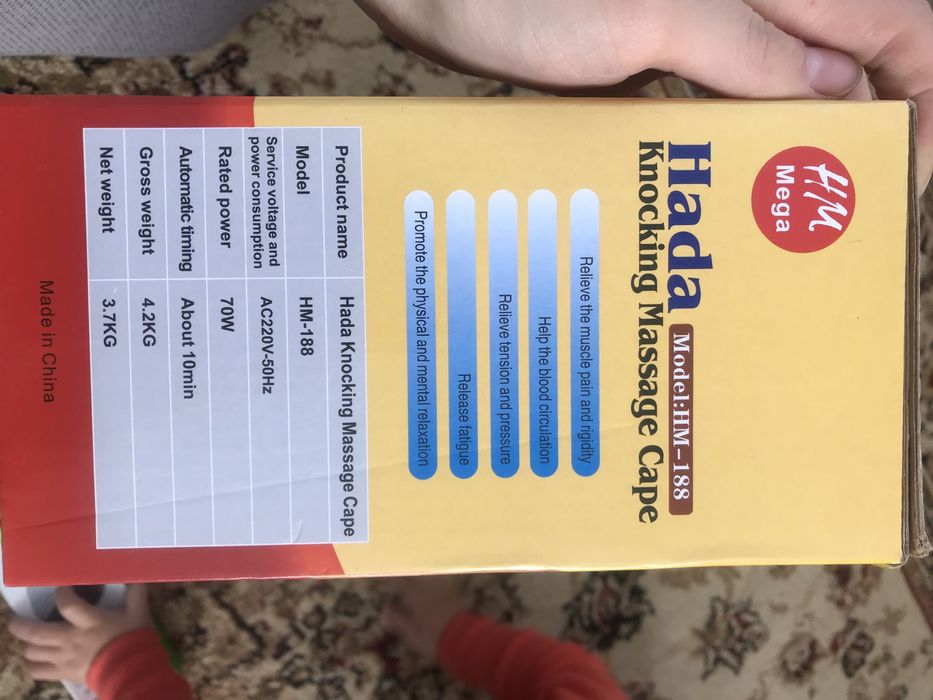 HM
Mega
Hada Model:HM-188
Knocking Massage Cape
Relieve the muscle pain and rigidity
Help the blood circulation
Relieve tension and pressure
Release fatigue
Promote the physical and mental relaxation
Product name Hada Knocking Massage Cape
Model HM-188
Service voltage and
power consumption AC220V-50Hz
Rated power 70W
Automatic timing About 10min
Gross weight 4.2KG
Net weight 3.7KG
Made in China